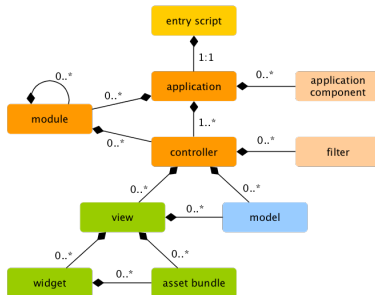 entry script
1:1
application
0..*
application
component
0..*
0..*
module
0..*
1..*
controller
0..*
filter
0..*
0..*
view
0..*
model
0..*
0..*
widget
0..*
asset bundle